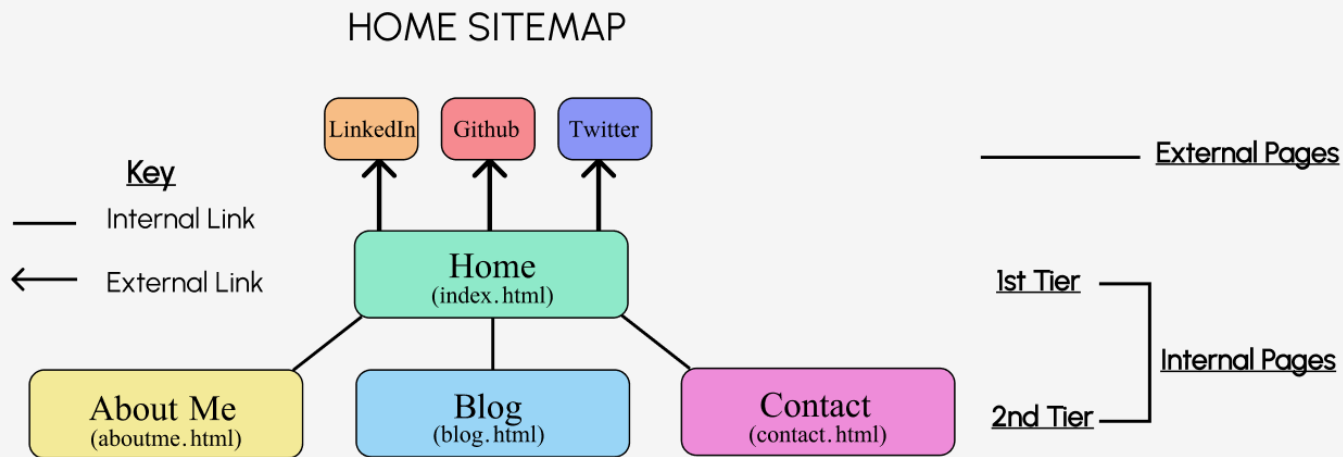 HOME SITEMAP
LinkedIn
Github
Twitter
External Pages
Key
Internal Link
External Link
Home
(index.html)
1st Tier
Internal Pages
2nd Tier
About Me
(aboutme.html)
Blog
(blog.html)
Contact
(contact.html)